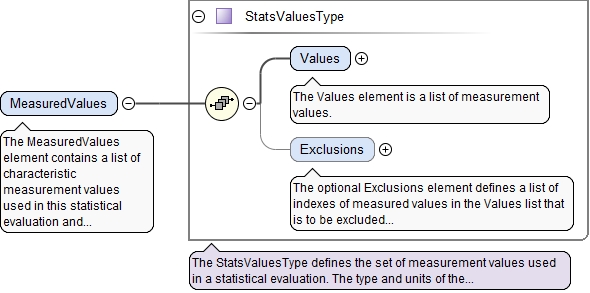 StatsValuesType
Values
The Values element is a list of measurement
values.
MeasuredValues
The MeasuredValues
element contains a list of
characteristic
measurement values
used in this statistical
evaluation and...
Exclusions
The optional Exclusions element defines a list of
indexes of measured values in the Values list that
is to be excluded...
The StatsValuesType defines the set of measurement values used
in a statistical evaluation. The type and units of the...